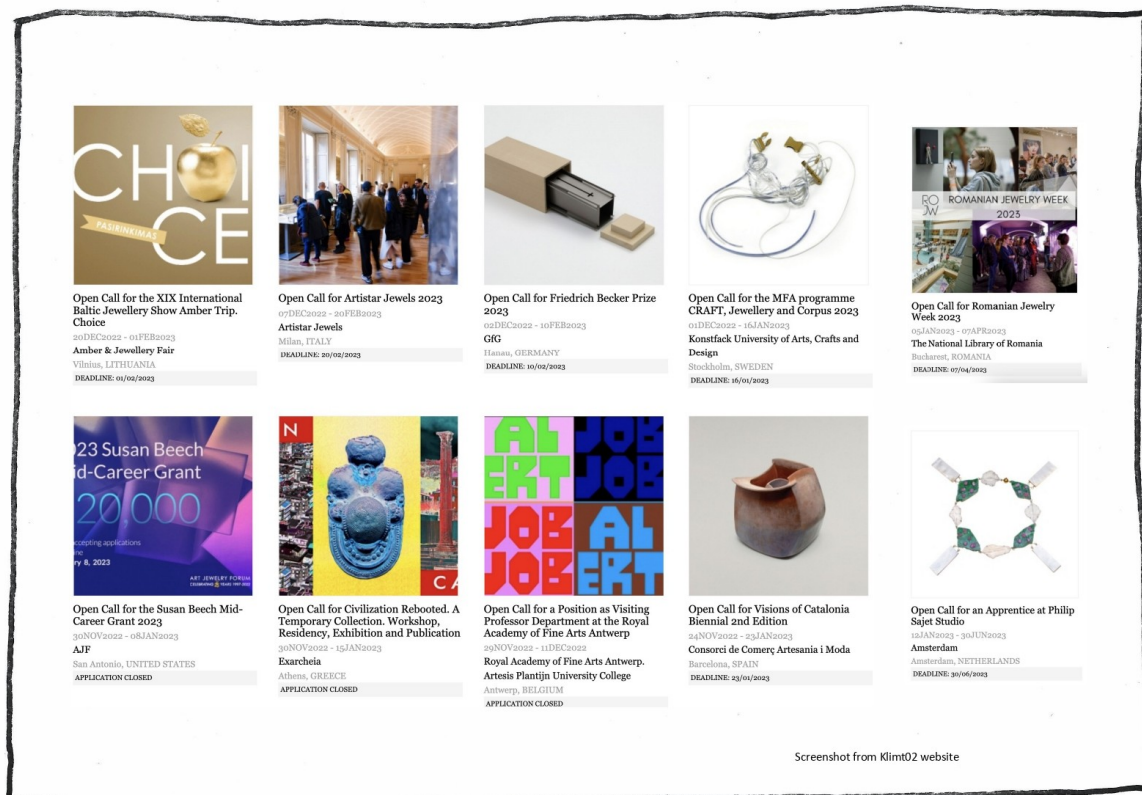 CHOICE
PASIRINKIMAS
Open Call for the XIX International
Baltic Jewellery Show Amber Trip.
Choice
20DEC2022 - 01FEB2023
Amber & Jewellery Fair
Vilnius, LITHUANIA
DEADLINE: 01/02/2023
Open Call for Artistar Jewels 2023
07DEC2022 - 20FEB2023
Artistar Jewels
Milan, ITALY
DEADLINE: 20/02/2023
Open Call for Friedrich Becker Prize
2023
02DEC2022 - 10FEB2023
GfG
Hanau, GERMANY
DEADLINE: 10/02/2023
Open Call for the MFA programme
CRAFT, Jewellery and Corpus 2023
01DEC2022 - 16JAN2023
Konstfack University of Arts, Crafts and
Design
Stockholm, SWEDEN
DEADLINE: 16/01/2023
RO
JW
ROMANIAN JEWELRY WEEK
2023
Open Call for Romanian Jewelry
Week 2023
05JAN2023 - 07APR2023
The National Library of Romania
Bucharest, ROMANIA
DEADLINE: 07/04/2023
23 Susan Beech
id-Career Grant
20,000
ccepting applications
ne
ry 8, 2023
ART JEWELRY FORUM
CELEBRATING 25 YEARS 1997-2022
Open Call for the Susan Beech Mid-
Career Grant 2023
30NOV2022 - 08JAN2023
AJF
San Antonio, UNITED STATES
APPLICATION CLOSED
N
CA
Open Call for Civilization Rebooted. A
Temporary Collection. Workshop,
Residency, Exhibition and Publication
30NOV2022 - 15JAN2023
Exarcheia
Athens, GREECE
APPLICATION CLOSED
AL JOB
ERT JOB
JOB AL
JOB ERT
Open Call for a Position as Visiting
Professor Department at the Royal
Academy of Fine Arts Antwerp
29NOV2022 - 11DEC2022
Royal Academy of Fine Arts Antwerp.
Artesis Plantijn University College
Antwerp, BELGIUM
APPLICATION CLOSED
Open Call for Visions of Catalonia
Biennial 2nd Edition
24NOV2022 - 23JAN2023
Consorci de Comerç Artesania i Moda
Barcelona, SPAIN
DEADLINE: 23/01/2023
Open Call for an Apprentice at Philip
Sajet Studio
12JAN2023 - 30JUN2023
Amsterdam
Amsterdam, NETHERLANDS
DEADLINE: 30/06/2023
Screenshot from Klimt02 website